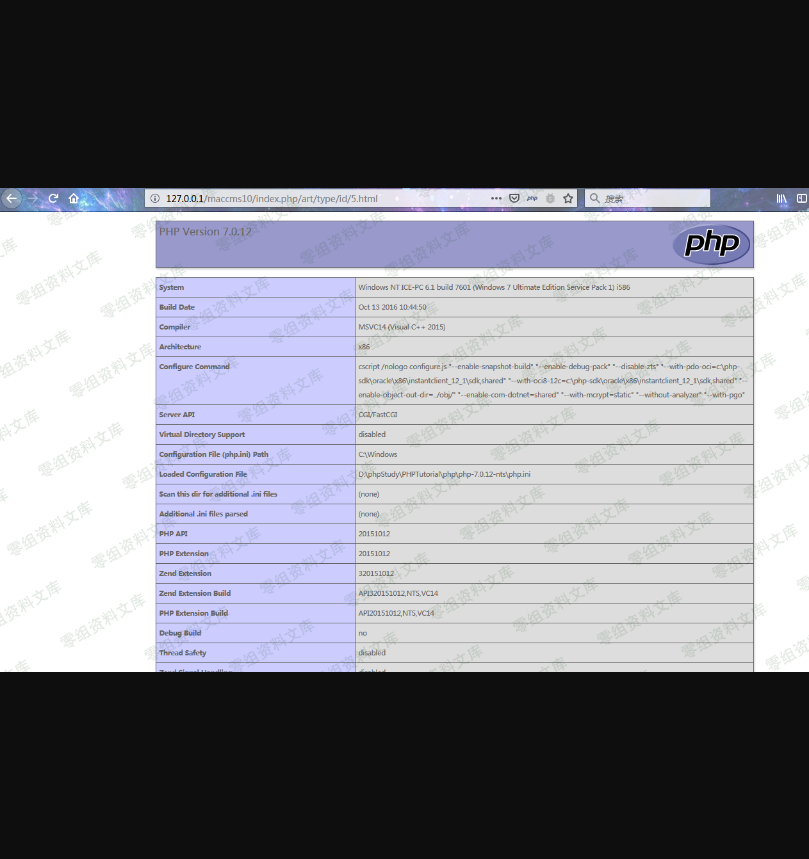 127.0.0.1/maccms10/index.php/art/type/id/5.html
php
搜索
PHP Version 7.0.12
php
System Windows NT ICE-PC 6.1 build 7601 (Windows 7 Ultimate Edition Service Pack 1) i586
Build Date Oct 13 2016 10:44:50
Compiler MSVC14 (Visual C++ 2015)
Architecture x86
Configure Command cscript /nologo configure.js "--enable-snapshot-build" "--enable-debug-pack" "--disable-zts" "--with-pdo-oci=c:\php-
sdk\oracle\x86\instantclient_12_1\sdk,shared" "--with-oci8-12c=c:\php-sdk\oracle\x86\instantclient_12_1\sdk,shared" "--
enable-object-out-dir=../obj/" "--enable-com-dotnet=shared" "--with-mcrypt=static" "--without-analyzer" "--with-pgo"
Server API CGI/FastCGI
Virtual Directory Support disabled
Configuration File (php.ini) Path C:\Windows
Loaded Configuration File D:\phpStudy\PHPTutorial\php\php-7.0.12-nts\php.ini
Scan this dir for additional .ini files (none)
Additional .ini files parsed (none)
PHP API 20151012
PHP Extension 20151012
Zend Extension 320151012
Zend Extension Build API320151012,NTS,VC14
PHP Extension Build API20151012,NTS,VC14
Debug Build no
Thread Safety disabled
Zend Signal Handling disabled
零组资料文库